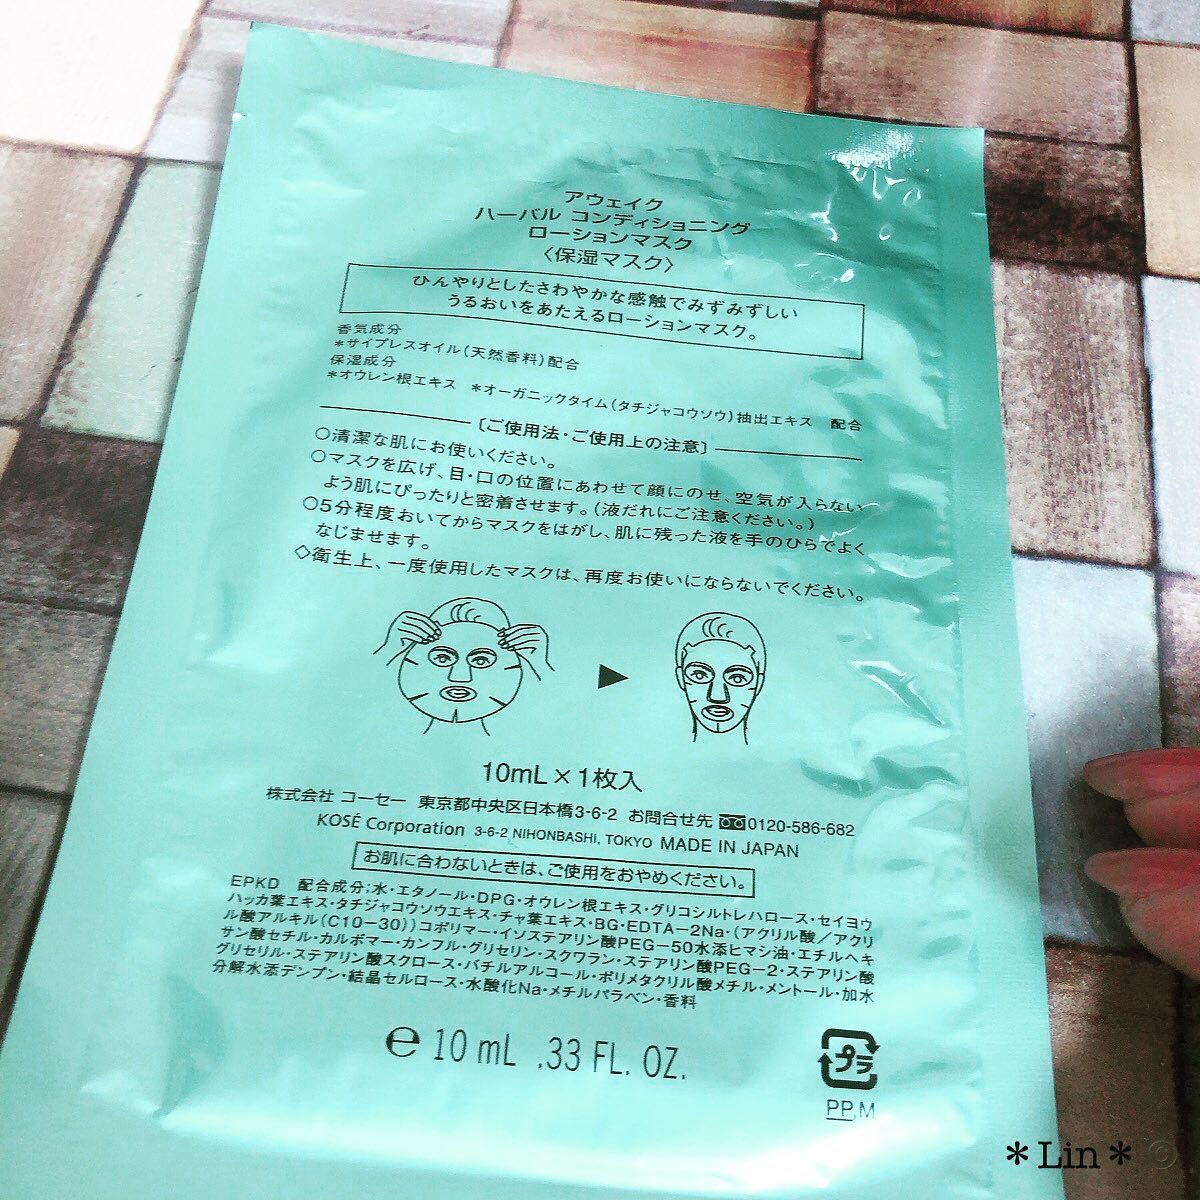 アウェイク
ハーバル コンディショニング
ローションマスク
〈保湿マスク〉
ひんやりとしたさわやかな感触でみずみずしい
うるおいをあたえるローションマスク。
香気成分
*サイプレスオイル(天然香料)配合
保湿成分
*オウレン根エキス *オーガニックタイム(タチジャコウソウ)抽出エキス 配合
〔ご使用法・ご使用上の注意〕
○清潔な肌にお使いください。
○マスクを広げ、目・口の位置にあわせて顔にのせ、空気が入らない
よう肌にぴったりと密着させます。(液だれにご注意ください。)
○5分程度おいてからマスクをはがし、肌に残った液を手のひらでよく
なじませます。
◇衛生上、一度使用したマスクは、再度お使いにならないでください。
10mL×1枚入
株式会社 コーセー 東京都中央区日本橋3-6-2 お問合せ先 0120-586-682
KOSÉ Corporation 3-6-2 NIHONBASHI, TOKYO MADE IN JAPAN
お肌に合わないときは、ご使用をおやめください。
EPKD 配合成分;水・エタノール・DPG・オウレン根エキス・グリコシルトレハロース・セイヨウ
ハッカ葉エキス・タチジャコウソウエキス・チャ葉エキス・BG・EDTA-2Na・(アクリル酸/アクリ
ル酸アルキル(C10-30))コポリマー・イソステアリン酸PEG-50水添ヒマシ油・エチルヘキ
サン酸セチル・カルボマー・カンフル・グリセリン・スクワラン・ステアリン酸PEG-2・ステアリン酸
グリセリル・ステアリン酸スクロース・バチルアルコール・ポリメタクリル酸メチル・メントール・加水
分解水添デンプン・結晶セルロース・水酸化Na・メチルパラベン・香料
℮ 10 mL .33 FL. OZ.
プラ
PP,M
*Lin*